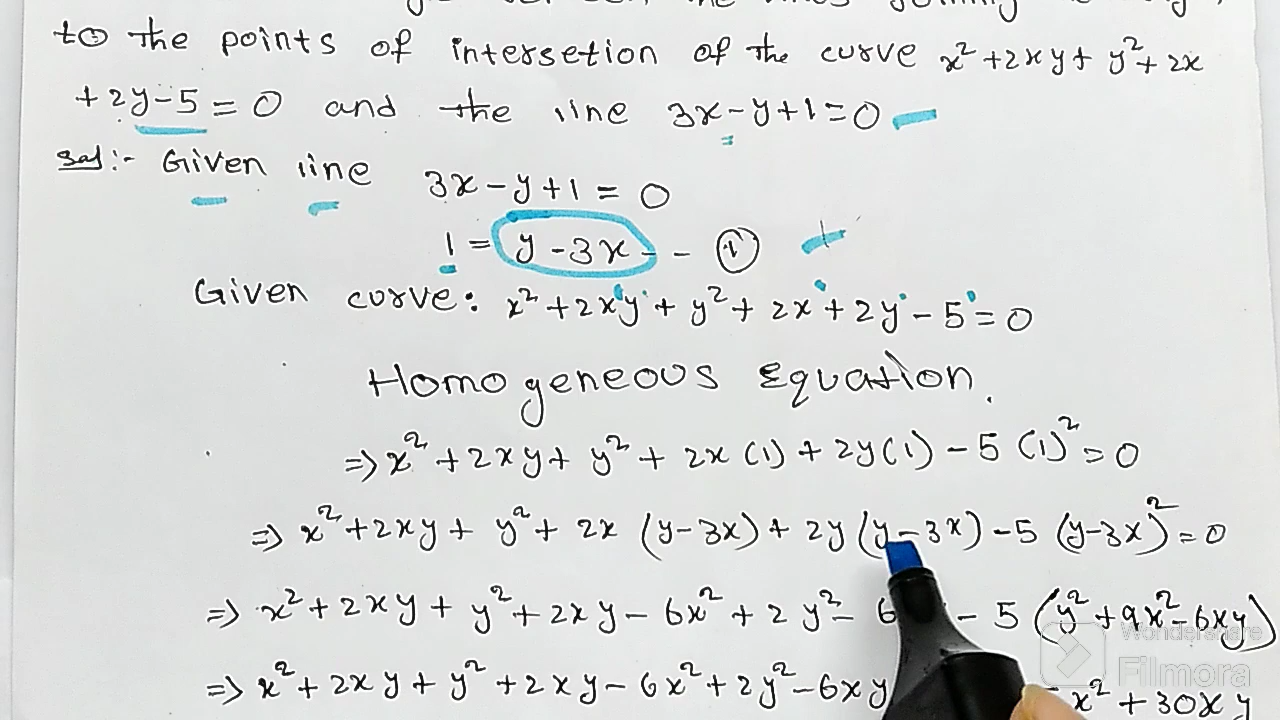 to the points of intersetion of the curve x² + 2xy + y² + 2x
+ 2y - 5 = 0 and the line 3x - y + 1 = 0
Sol :- Given line 3x - y + 1 = 0
1 = y - 3x - - ①
Given curve: x² + 2xy + y² + 2x + 2y - 5 = 0
Homogeneous Equation.
⇒ x² + 2xy + y² + 2x (1) + 2y (1) - 5 (1)² = 0
⇒ x² + 2xy + y² + 2x (y - 3x) + 2y (y - 3x) - 5 (y - 3x)² = 0
⇒ x² + 2xy + y² + 2xy - 6x² + 2y² - 6 - 5 (y² + 9x² - 6xy)
⇒ x² + 2xy + y² + 2xy - 6x² + 2y² - 6xy x² + 30xy
Wondershare
Filmora